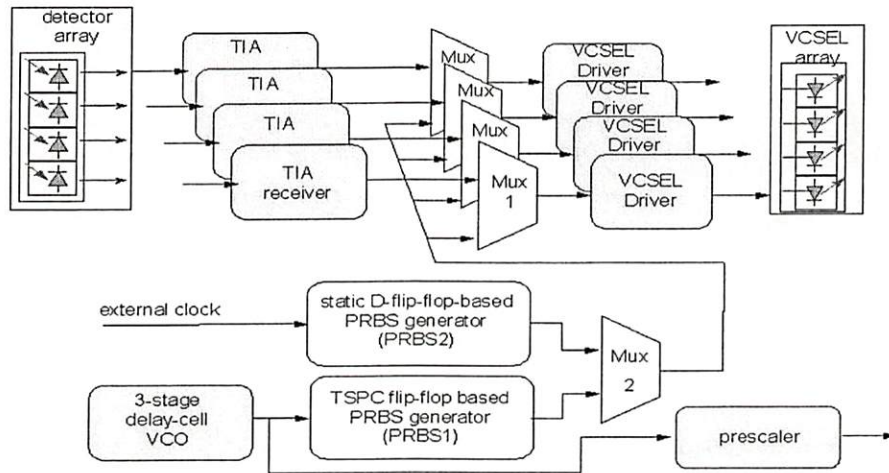 detector
array
TIA
TIA
TIA
TIA
receiver
Mux
Mux
Mux
Mux
1
VCSEL
Driver
VCSEL
Driver
VCSEL
Driver
VCSEL
Driver
VCSEL
array
external clock
static D-flip-flop-based
PRBS generator
(PRBS2)
Mux
2
3-stage
delay-cell
VCO
TSPC flip-flop based
PRBS generator
(PRBS1)
prescaler